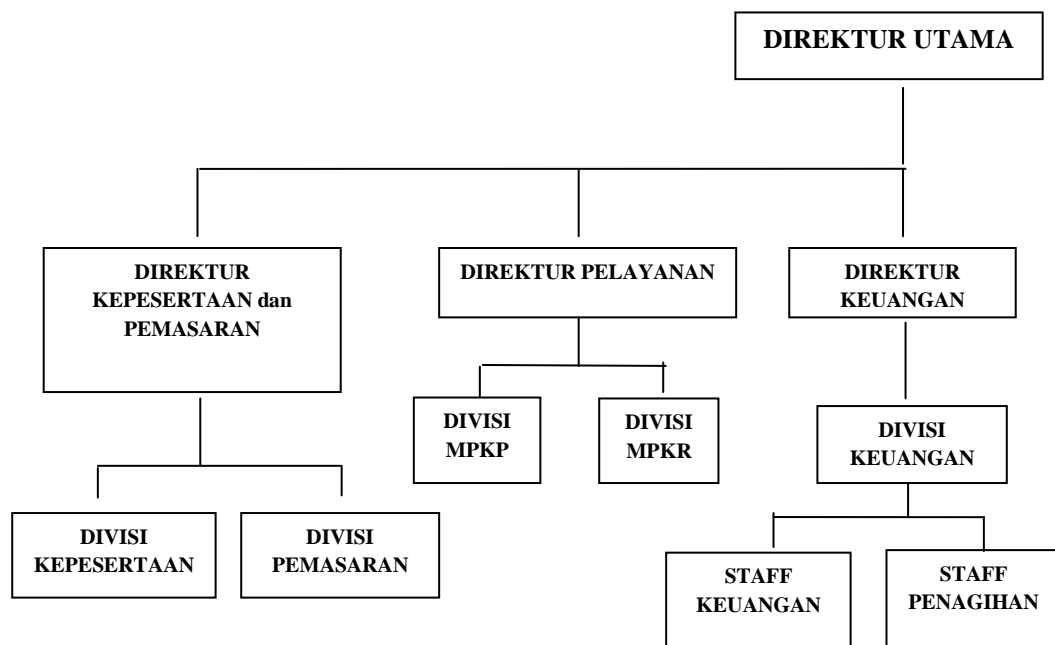 DIREKTUR UTAMA
DIREKTUR
KEPESERTAAN dan
PEMASARAN
DIREKTUR PELAYANAN
DIREKTUR
KEUANGAN
DIVISI
MPKP
DIVISI
MPKR
DIVISI
KEUANGAN
DIVISI
KEPESERTAAN
DIVISI
PEMASARAN
STAFF
KEUANGAN
STAFF
PENAGIHAN